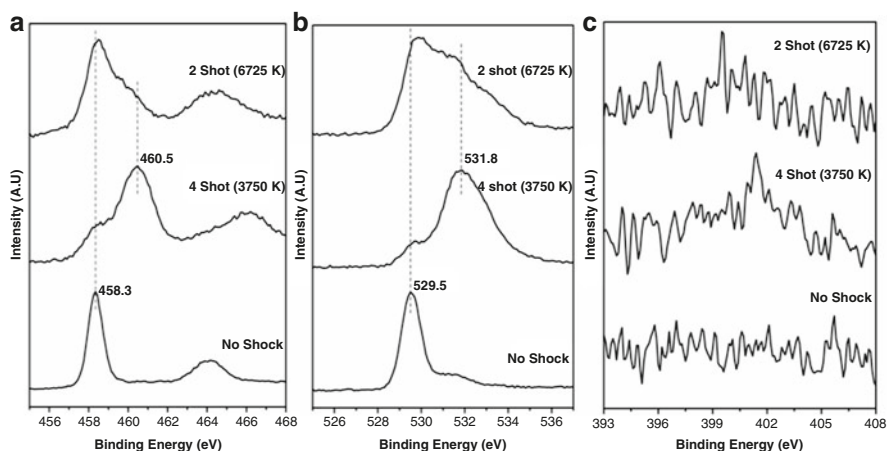 a
2 Shot (6725 K)
460.5
4 Shot (3750 K)
458.3
No Shock
Intensity (A.U)
456 458 460 462 464 466 468
Binding Energy (eV)
b
2 shot (6725 K)
531.8
4 shot (3750 K)
529.5
No Shock
Intensity (A.U)
526 528 530 532 534 536
Binding Energy (eV)
c
2 Shot (6725 K)
4 Shot (3750 K)
No Shock
Intensity (A.U)
393 396 399 402 405 408
Binding Energy (eV)